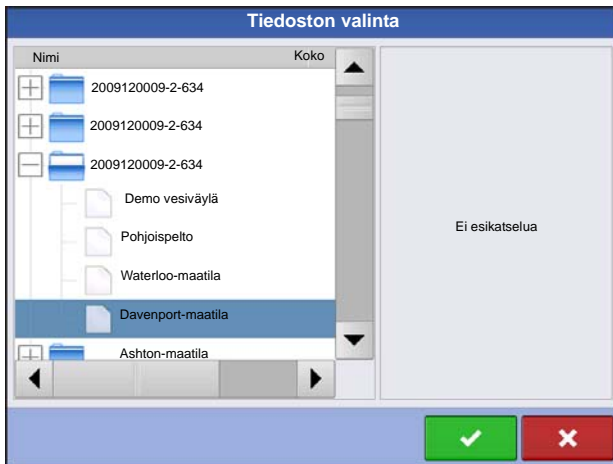 Tiedoston valinta
Nimi Koko
2009120009-2-634
2009120009-2-634
2009120009-2-634
Demo vesiväylä
Pohjoispelto
Waterloo-maatila
Davenport-maatila
Ashton-maatila
Ei esikatselua